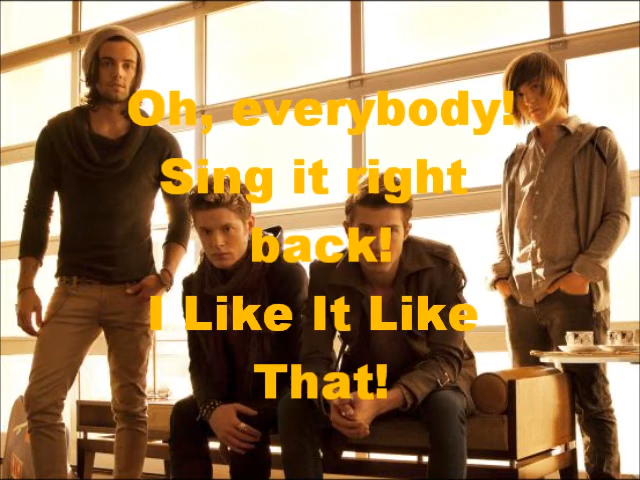 Oh, everybody!
Sing it right
back!
I Like It Like
That!